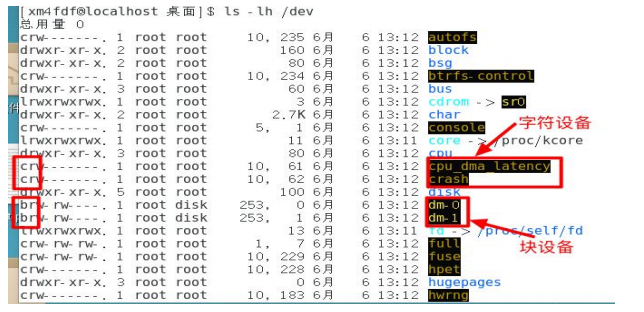 [xm4fdf@localhost 桌面]$ ls -lh /dev
总用量 0
crw-------. 1 root root 10, 235 6月 6 13:12 autofs
drwxr-xr-x. 2 root root 160 6月 6 13:12 block
drwxr-xr-x. 2 root root 80 6月 6 13:12 bsg
crw-------. 1 root root 10, 234 6月 6 13:12 btrfs-control
drwxr-xr-x. 3 root root 60 6月 6 13:12 bus
lrwxrwxrwx. 1 root root 3 6月 6 13:12 cdrom -> sr0
drwxr-xr-x. 2 root root 2.7K 6月 6 13:12 char
crw-------. 1 root root 5, 1 6月 6 13:12 console
字符设备
lrwxrwxrwx. 1 root root 11 6月 6 13:11 core -> /proc/kcore
drwxr-xr-x. 3 root root 80 6月 6 13:12 cpu
crw-------. 1 root root 10, 61 6月 6 13:12 cpu_dma_latency
crw-------. 1 root root 10, 62 6月 6 13:12 crash
drwxr-xr-x. 5 root root 100 6月 6 13:12 disk
brw-rw----. 1 root disk 253, 0 6月 6 13:12 dm-0
brw-rw----. 1 root disk 253, 1 6月 6 13:12 dm-1
lrwxrwxrwx. 1 root root 13 6月 6 13:11 fd -> /proc/self/fd
crw-rw-rw-. 1 root root 1, 7 6月 6 13:12 full
块设备
crw-rw-rw-. 1 root root 10, 229 6月 6 13:12 fuse
crw-------. 1 root root 10, 228 6月 6 13:12 hpet
drwxr-xr-x. 3 root root 0 6月 6 13:12 hugepages
crw-------. 1 root root 10, 183 6月 6 13:12 hwrng